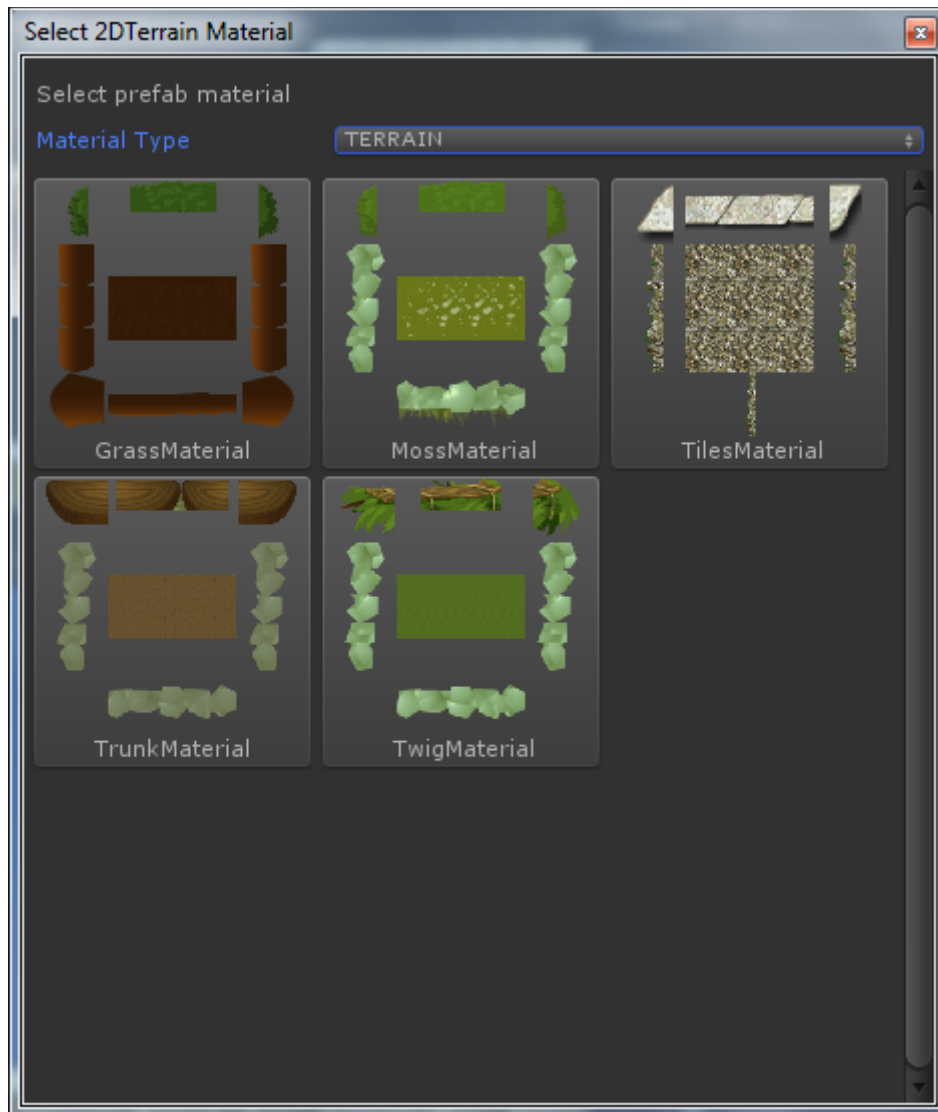 Select 2DTerrain Material
Select prefab material
Material Type TERRAIN
GrassMaterial MossMaterial TilesMaterial
TrunkMaterial TwigMaterial